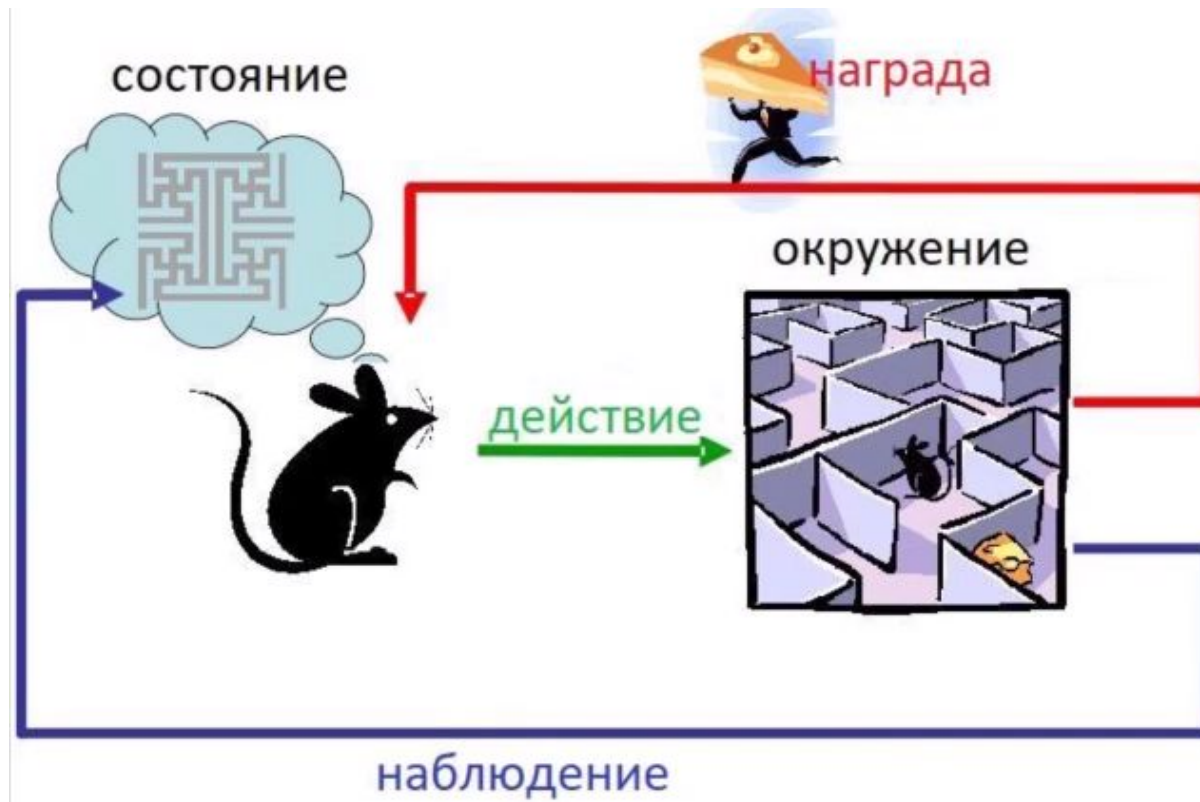 состояние
награда
окружение
действие
наблюдение